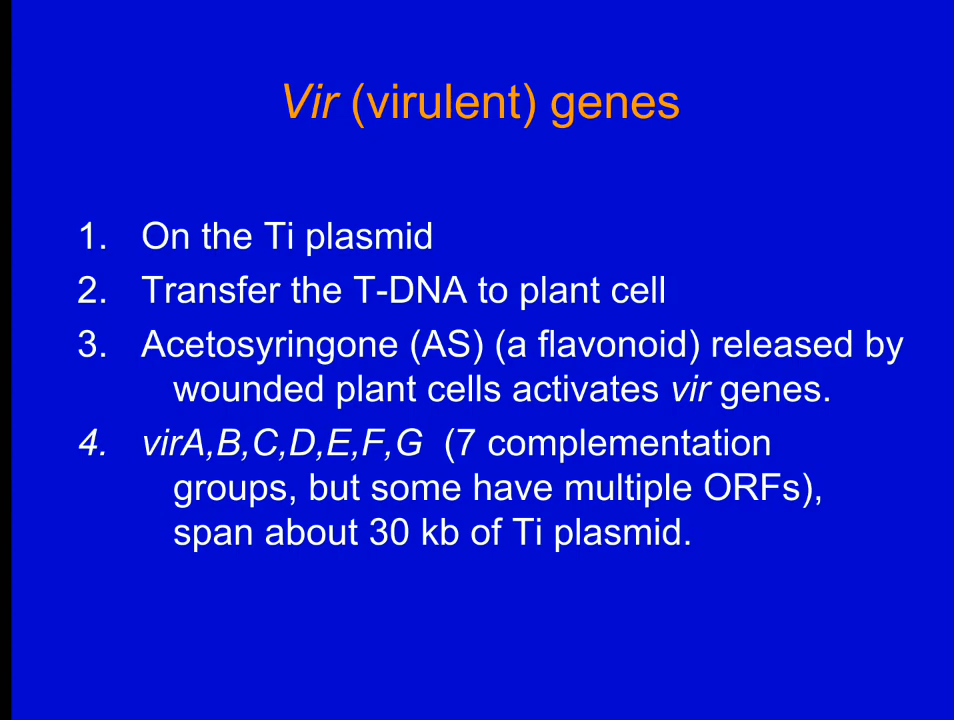 Vir (virulent) genes
1. On the Ti plasmid
2. Transfer the T-DNA to plant cell
3. Acetosyringone (AS) (a flavonoid) released by
wounded plant cells activates vir genes.
4. virA,B,C,D,E,F,G (7 complementation
groups, but some have multiple ORFs),
span about 30 kb of Ti plasmid.